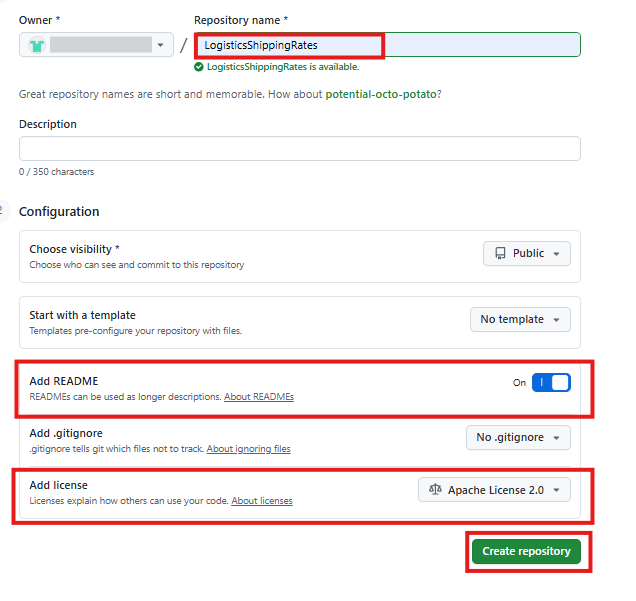 Owner *
Repository name *
/
LogisticsShippingRates
LogisticsShippingRates is available.
Great repository names are short and memorable. How about potential-octo-potato?
Description
0 / 350 characters
2
Configuration
Choose visibility *
Choose who can see and commit to this repository
Public
Start with a template
Templates pre-configure your repository with files.
No template
Add README
READMEs can be used as longer descriptions. About READMEs
On
Add .gitignore
.gitignore tells git which files not to track. About ignoring files
No .gitignore
Add license
Licenses explain how others can use your code. About licenses
Apache License 2.0
Create repository